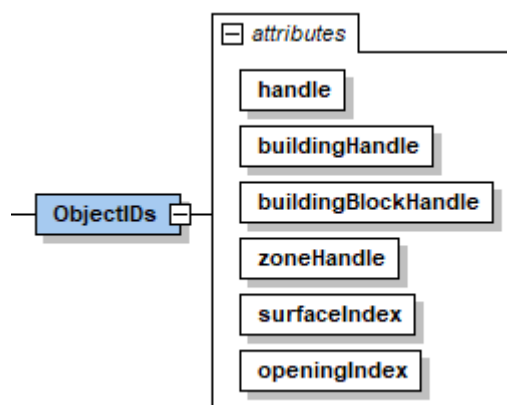 attributes
handle
buildingHandle
buildingBlockHandle
ObjectIDs
zoneHandle
surfaceIndex
openingIndex